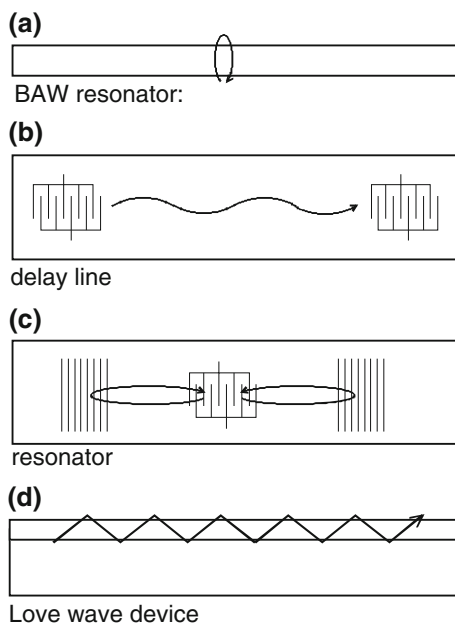 (a)
BAW resonator:
(b)
delay line
(c)
resonator
(d)
Love wave device